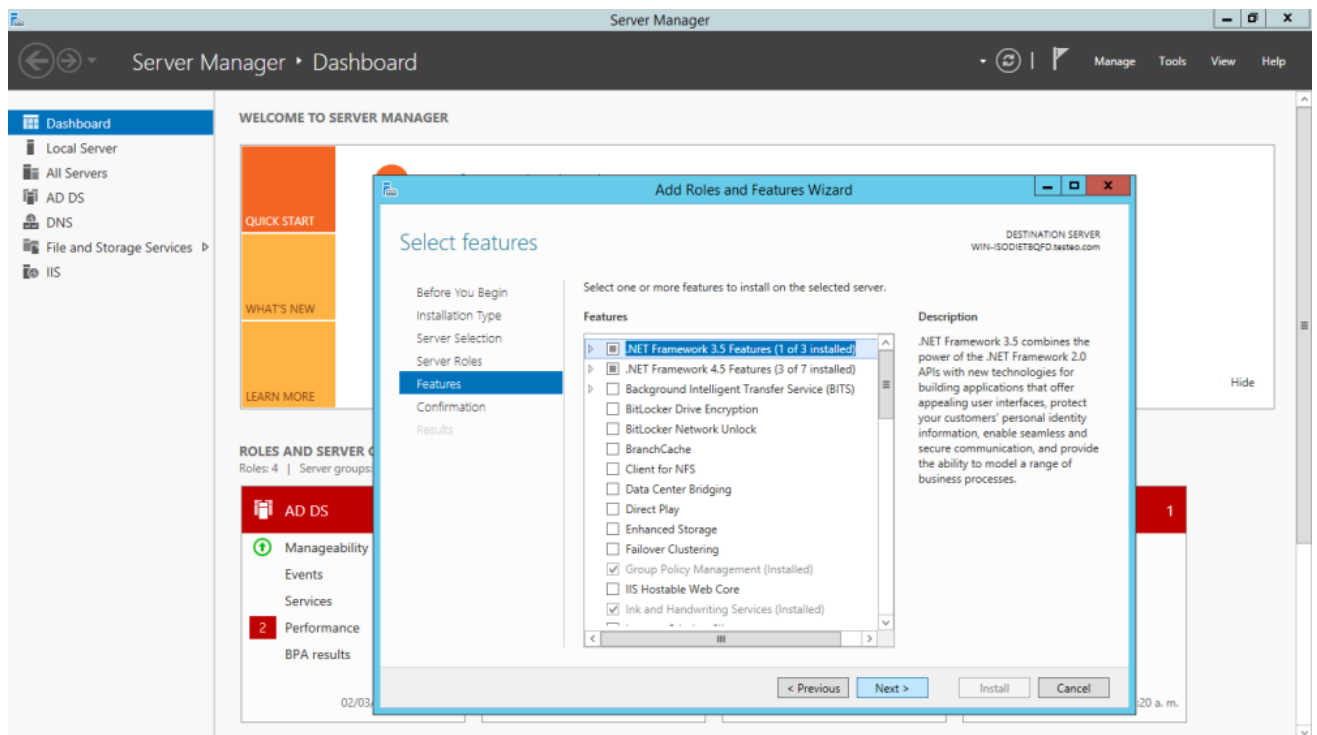 Server Manager
Server Manager • Dashboard
Manage Tools View Help
Dashboard
Local Server
All Servers
AD DS
DNS
File and Storage Services
IIS
WELCOME TO SERVER MANAGER
QUICK START
WHAT'S NEW
LEARN MORE
Hide
ROLES AND SERVER
Roles: 4 | Server groups:
AD DS
Manageability
Events
Services
2 Performance
BPA results
02/03/
1
:20 a. m.
Add Roles and Features Wizard
Select features
DESTINATION SERVER
WIN-ISODIETBQFD.testeo.com
Before You Begin
Installation Type
Server Selection
Server Roles
Features
Confirmation
Results
Select one or more features to install on the selected server.
Features
.NET Framework 3.5 Features (1 of 3 installed)
.NET Framework 4.5 Features (3 of 7 installed)
Background Intelligent Transfer Service (BITS)
BitLocker Drive Encryption
BitLocker Network Unlock
BranchCache
Client for NFS
Data Center Bridging
Direct Play
Enhanced Storage
Failover Clustering
Group Policy Management (Installed)
IIS Hostable Web Core
Ink and Handwriting Services (Installed)
Description
.NET Framework 3.5 combines the
power of the .NET Framework 2.0
APIs with new technologies for
building applications that offer
appealing user interfaces, protect
your customers' personal identity
information, enable seamless and
secure communication, and provide
the ability to model a range of
business processes.
< Previous
Next >
Install
Cancel